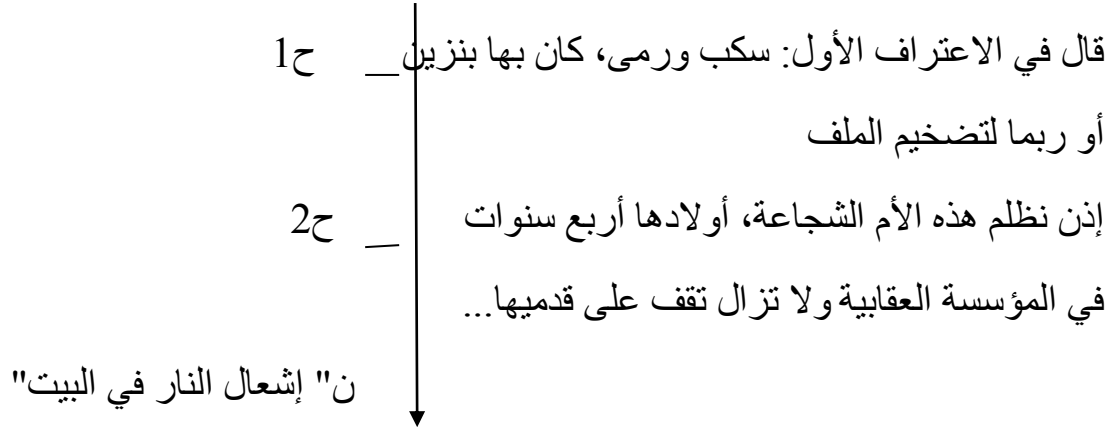 قال في الاعتراف الأول: سكب ورمى، كان بها بنزين ح1
أو ربما لتضخيم الملف
إذن نظلم هذه الأم الشجاعة، أولادها أربع سنوات ح2
في المؤسسة العقابية ولا تزال تقف على قدميها...
ن" إشعال النار في البيت"